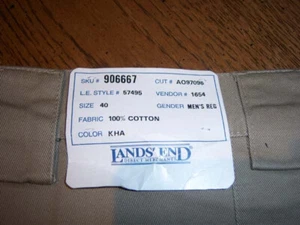 SKU # 906667 CUT # AO97096
L.E. STYLE # 57495 VENDOR # 1654
SIZE 40 GENDER MEN'S REG
FABRIC 100% COTTON
COLOR KHA
LANDS' END
DIRECT MERCHANTS